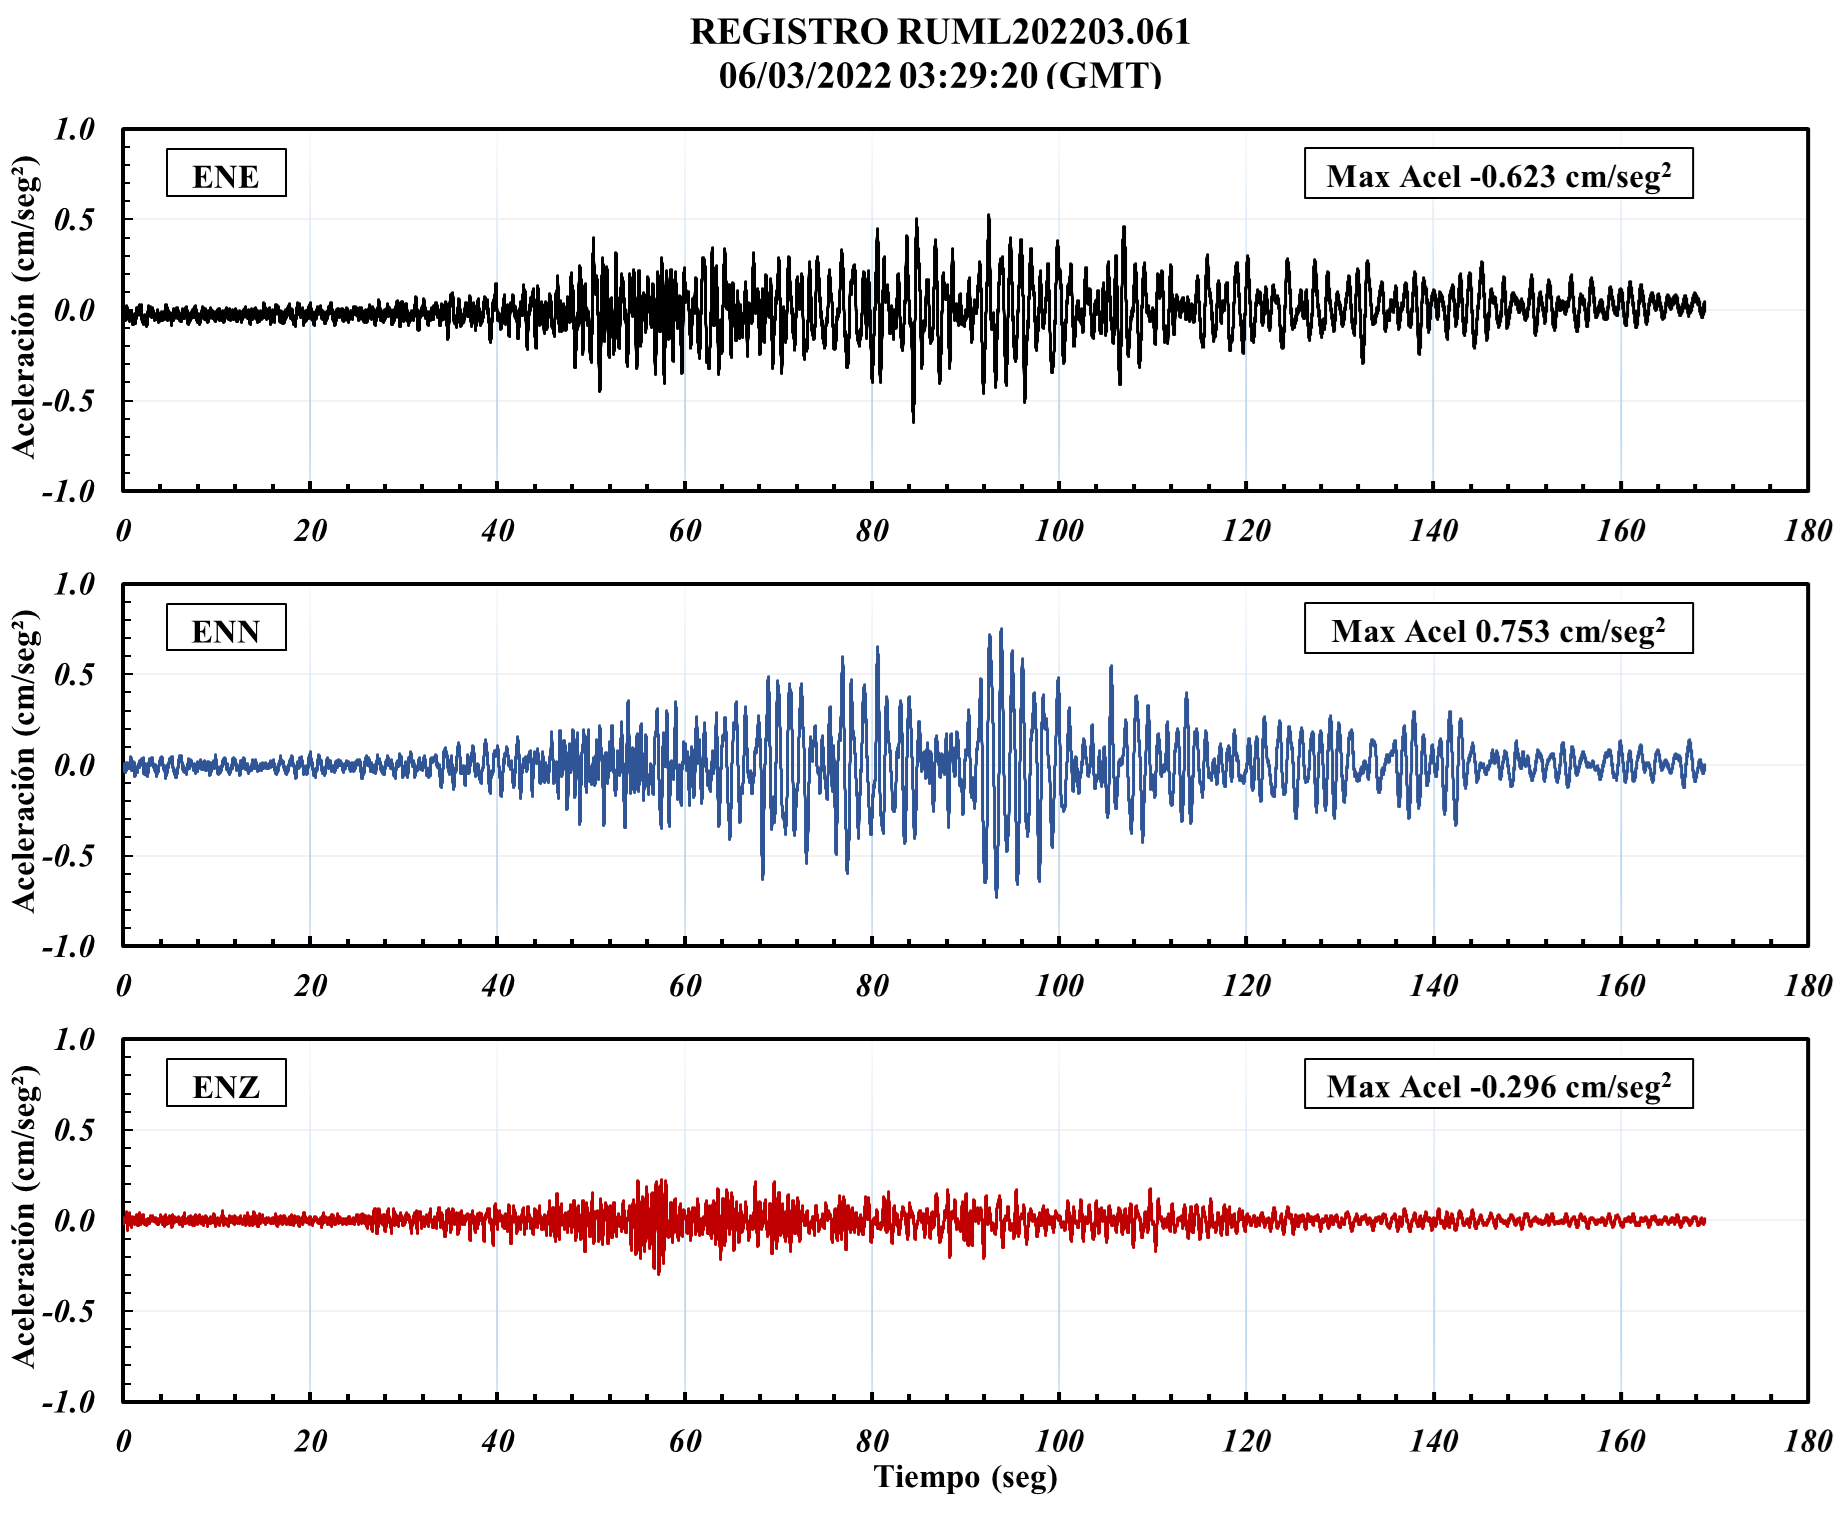 REGISTRO RUML202203.061
06/03/2022 03:29:20 (GMT)
Aceleración (cm/seg²)
1.0
0.5
0.0
-0.5
-1.0
ENE
Max Acel -0.623 cm/seg²
0 20 40 60 80 100 120 140 160 180
Aceleración (cm/seg²)
1.0
0.5
0.0
-0.5
-1.0
ENN
Max Acel 0.753 cm/seg²
0 20 40 60 80 100 120 140 160 180
Aceleración (cm/seg²)
1.0
0.5
0.0
-0.5
-1.0
ENZ
Max Acel -0.296 cm/seg²
0 20 40 60 80 100 120 140 160 180
Tiempo (seg)